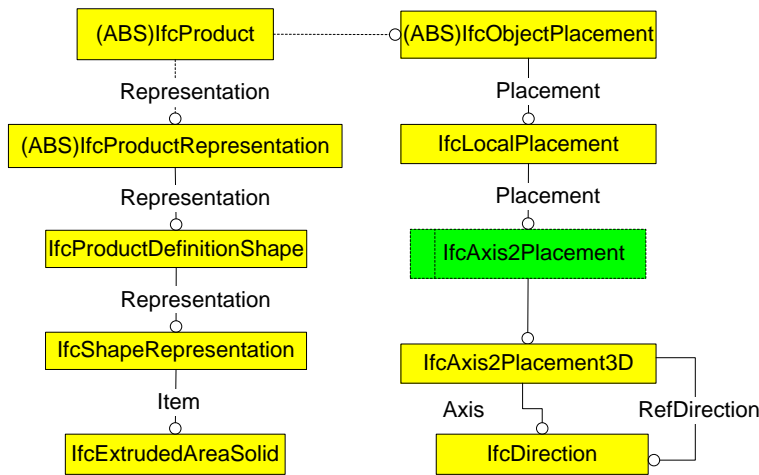 (ABS)IfcProduct
(ABS)IfcObjectPlacement
Representation
Placement
(ABS)IfcProductRepresentation
IfcLocalPlacement
Representation
Placement
IfcProductDefinitionShape
IfcAxis2Placement
Representation
IfcShapeRepresentation
IfcAxis2Placement3D
Item
Axis
RefDirection
IfcExtrudedAreaSolid
IfcDirection